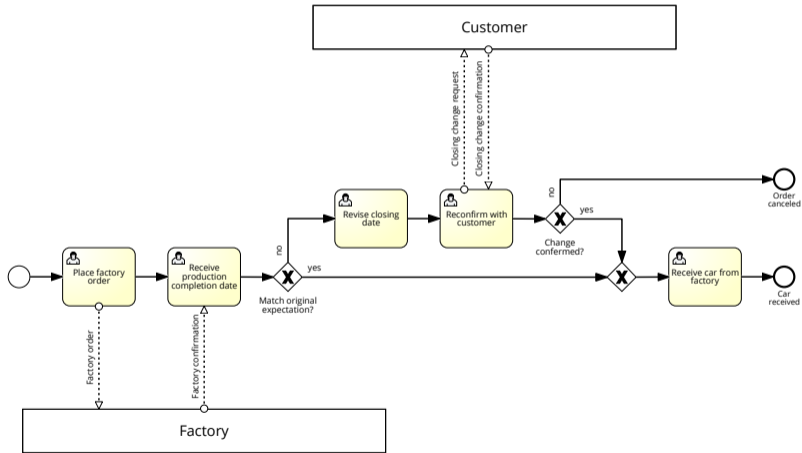 Customer
Closing change request
Closing change confirmation
Revise closing
date
Reconfirm with
customer
no
yes
Change
confermed?
Order
canceled
Place factory
order
Receive
production
completion date
no
yes
Match original
expectation?
Receive car from
factory
Car
received
Factory order
Factory confirmation
Factory